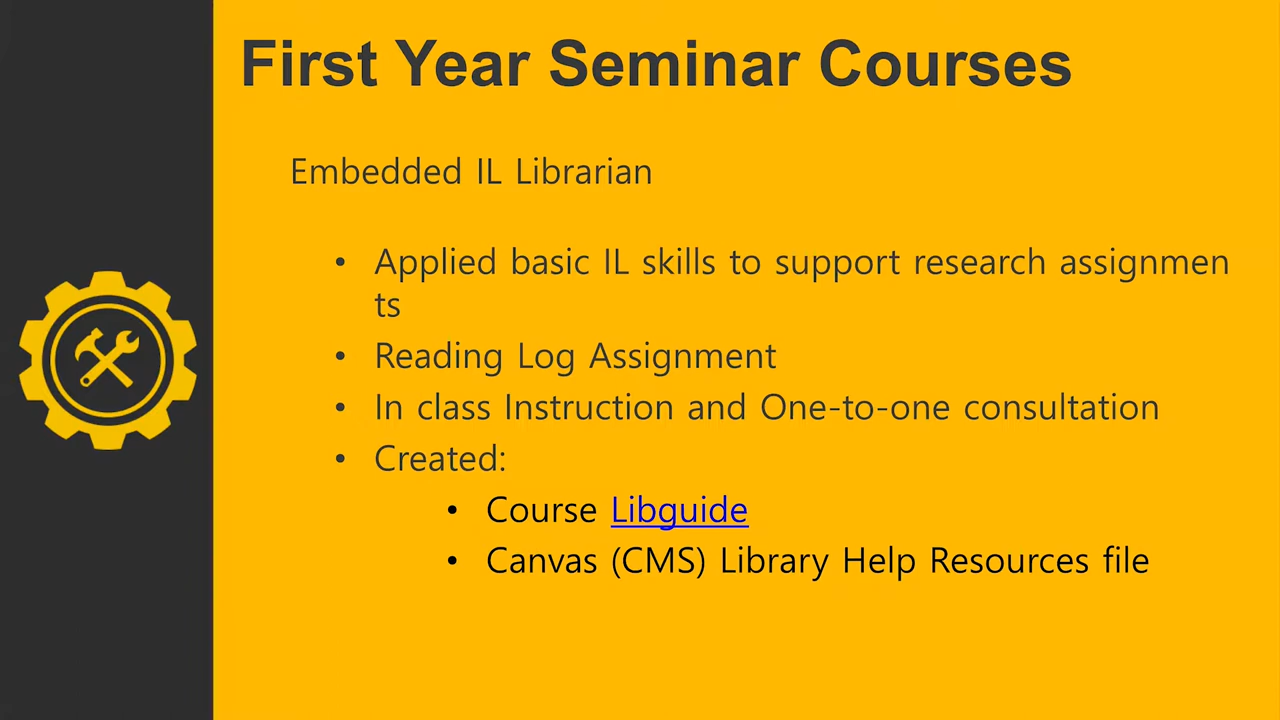 First Year Seminar Courses
Embedded IL Librarian
• Applied basic IL skills to support research assignmen
ts
• Reading Log Assignment
• In class Instruction and One-to-one consultation
• Created:
• Course Libguide
• Canvas (CMS) Library Help Resources file